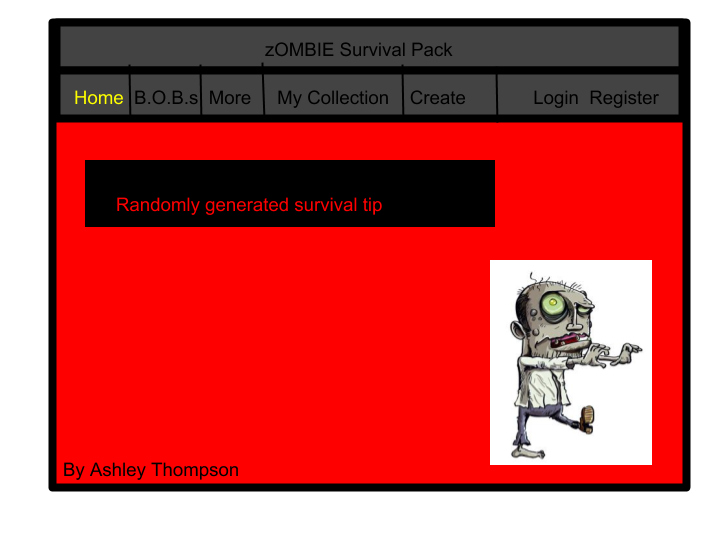 zOMBIE Survival Pack
Home B.O.B.s More My Collection Create Login Register
Randomly generated survival tip
By Ashley Thompson